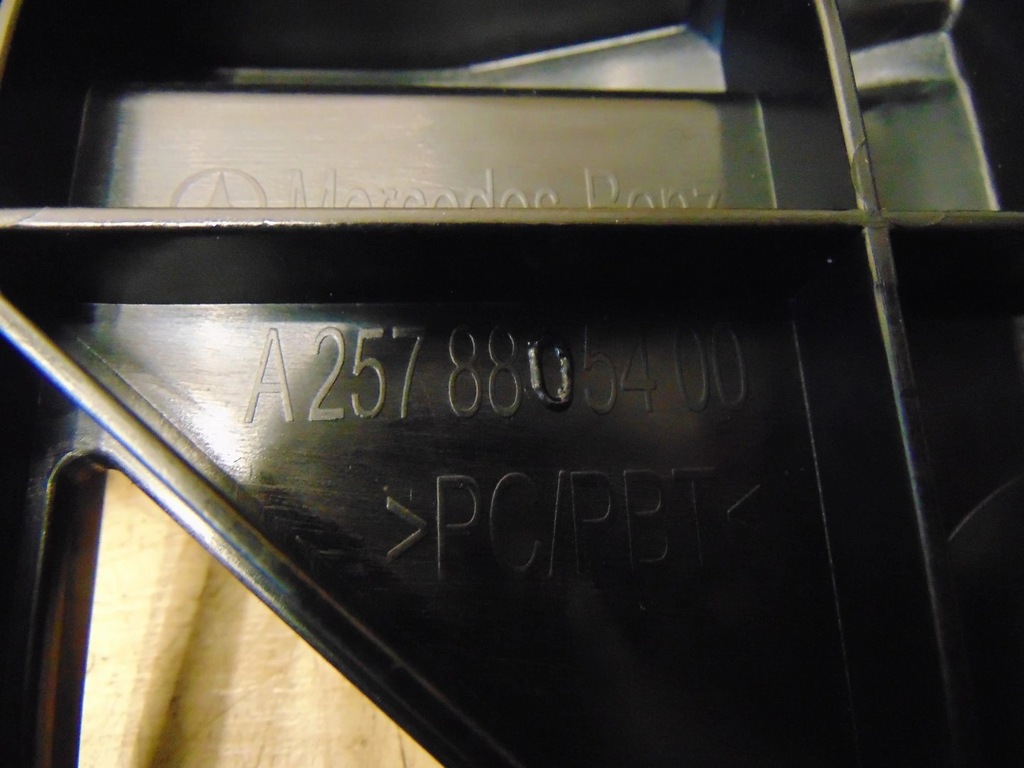 Mercedes Benz
A 257 880 54 00
>PC/PBT<